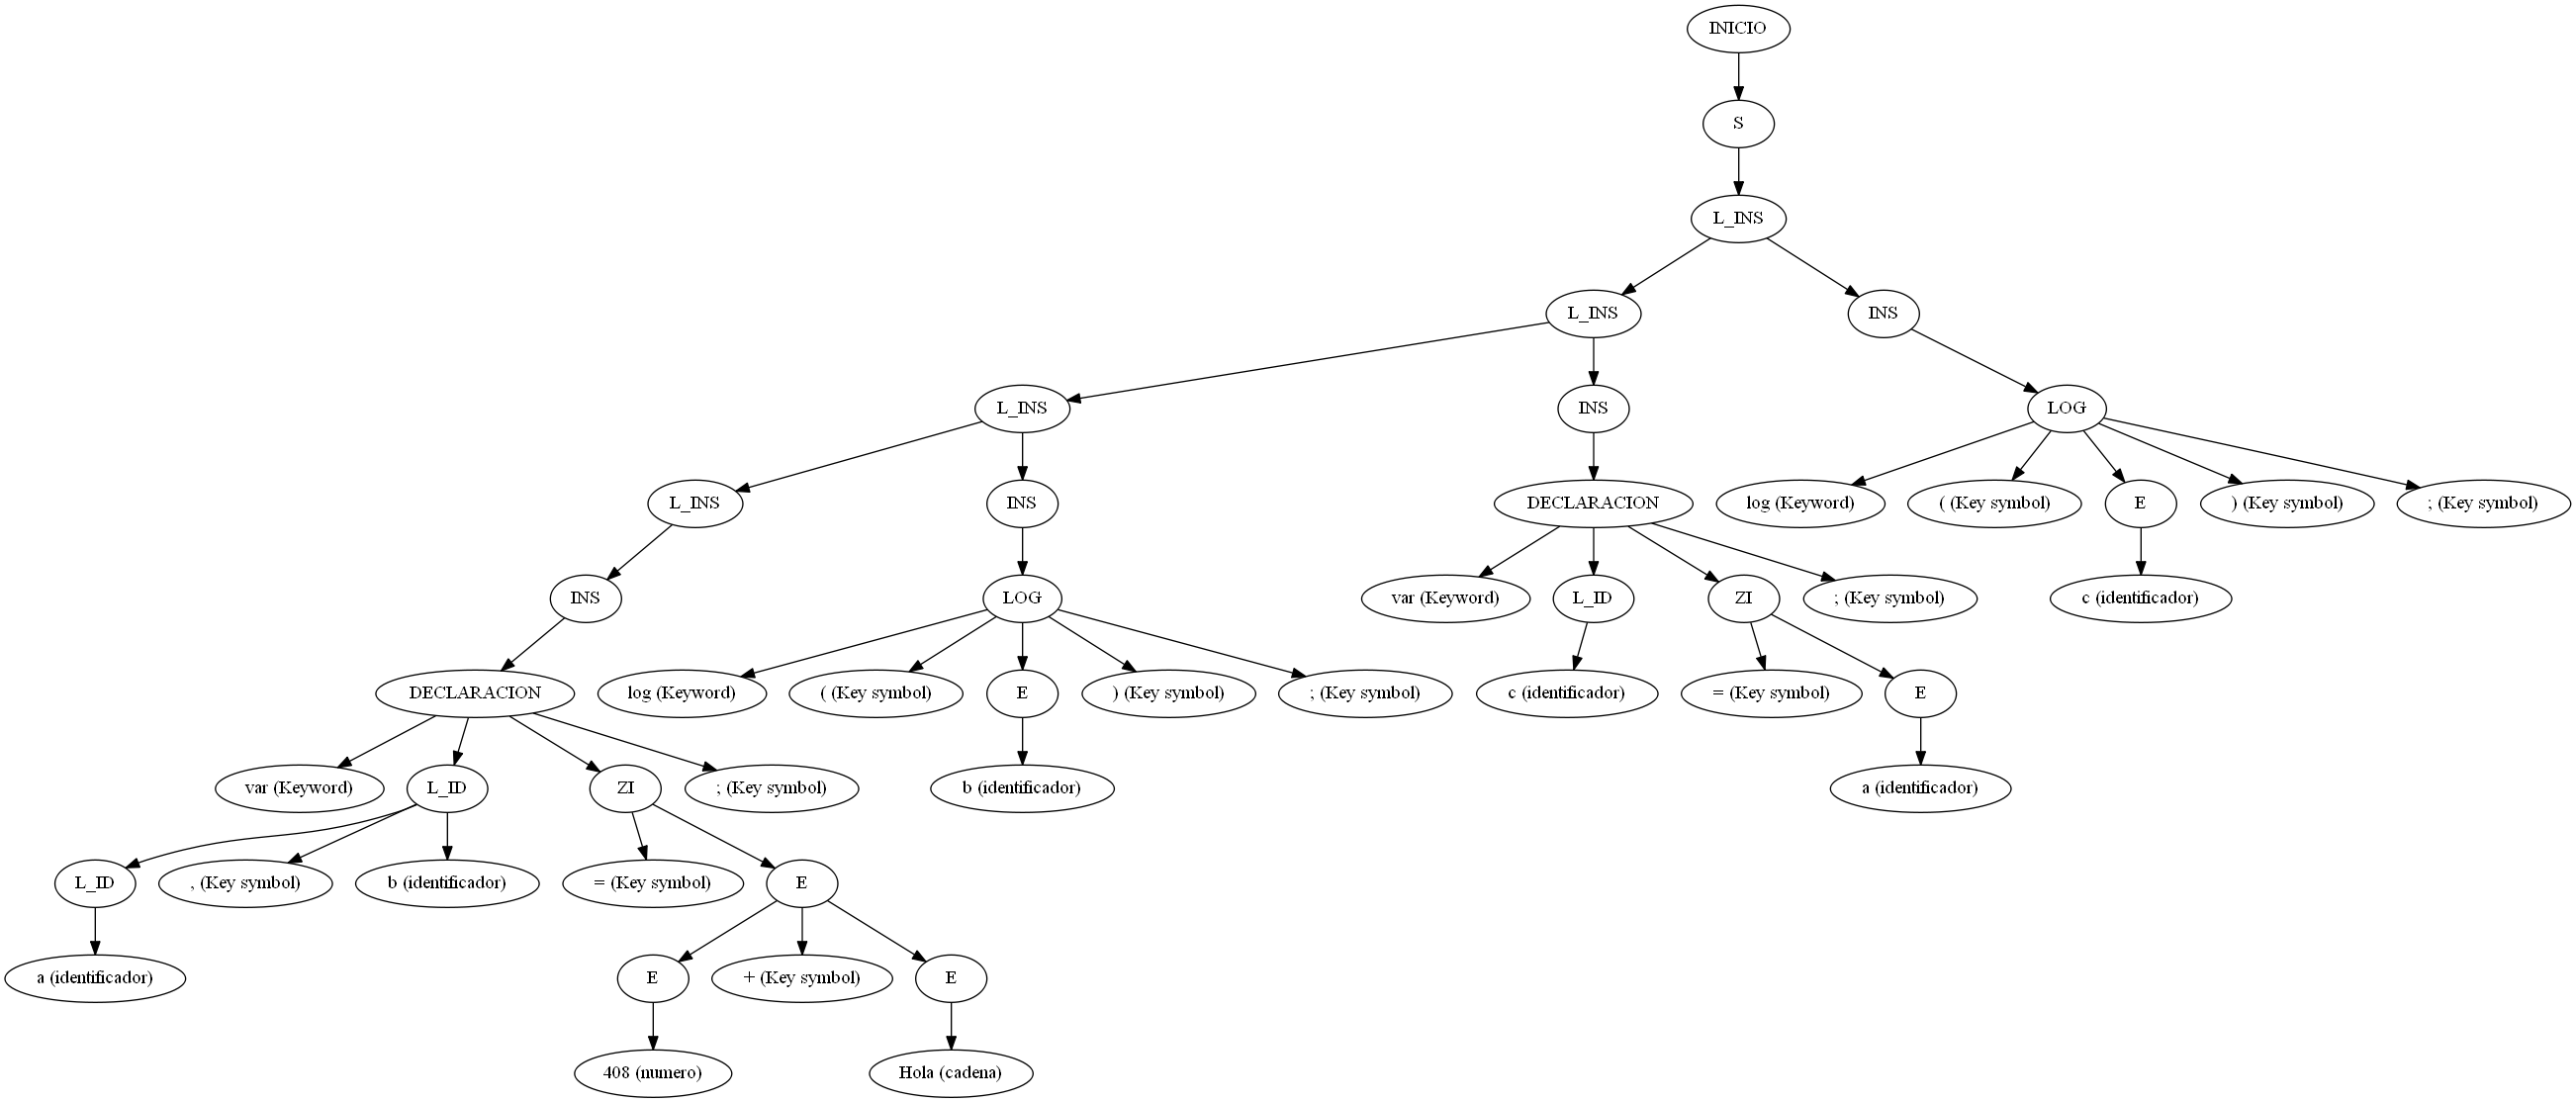 INICIO
S
L_INS
L_INS
INS
L_INS
INS
LOG
L_INS
INS
DECLARACION
log (Keyword)
( (Key symbol)
E
) (Key symbol)
; (Key symbol)
INS
LOG
var (Keyword)
L_ID
ZI
; (Key symbol)
c (identificador)
DECLARACION
log (Keyword)
( (Key symbol)
E
) (Key symbol)
; (Key symbol)
c (identificador)
= (Key symbol)
E
var (Keyword)
L_ID
ZI
; (Key symbol)
b (identificador)
a (identificador)
L_ID
, (Key symbol)
b (identificador)
= (Key symbol)
E
a (identificador)
E
+ (Key symbol)
E
408 (numero)
Hola (cadena)